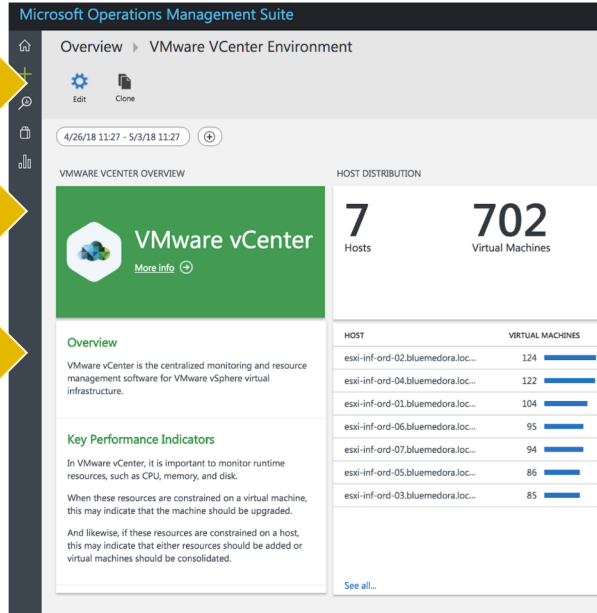 Microsoft Operations Management Suite
Overview VMware VCenter Environment
Edit Clone
4/26/18 11:27 - 5/3/18 11:27
VMWARE VCENTER OVERVIEW
VMware vCenter
More info
Overview
VMware vCenter is the centralized monitoring and resource
management software for VMware vSphere virtual
infrastructure.
Key Performance Indicators
In VMware vCenter, it is important to monitor runtime
resources, such as CPU, memory, and disk.
When these resources are constrained on a virtual machine,
this may indicate that the machine should be upgraded.
And likewise, if these resources are constrained on a host,
this may indicate that either resources should be added or
virtual machines should be consolidated.
HOST DISTRIBUTION
7 702
Hosts Virtual Machines
HOST VIRTUAL MACHINES
esxi-inf-ord-02.bluemedora.loc... 124
esxi-inf-ord-04.bluemedora.loc... 122
esxi-inf-ord-01.bluemedora.loc... 104
esxi-inf-ord-06.bluemedora.loc... 95
esxi-inf-ord-07.bluemedora.loc... 94
esxi-inf-ord-05.bluemedora.loc... 86
esxi-inf-ord-03.bluemedora.loc... 85
See all...